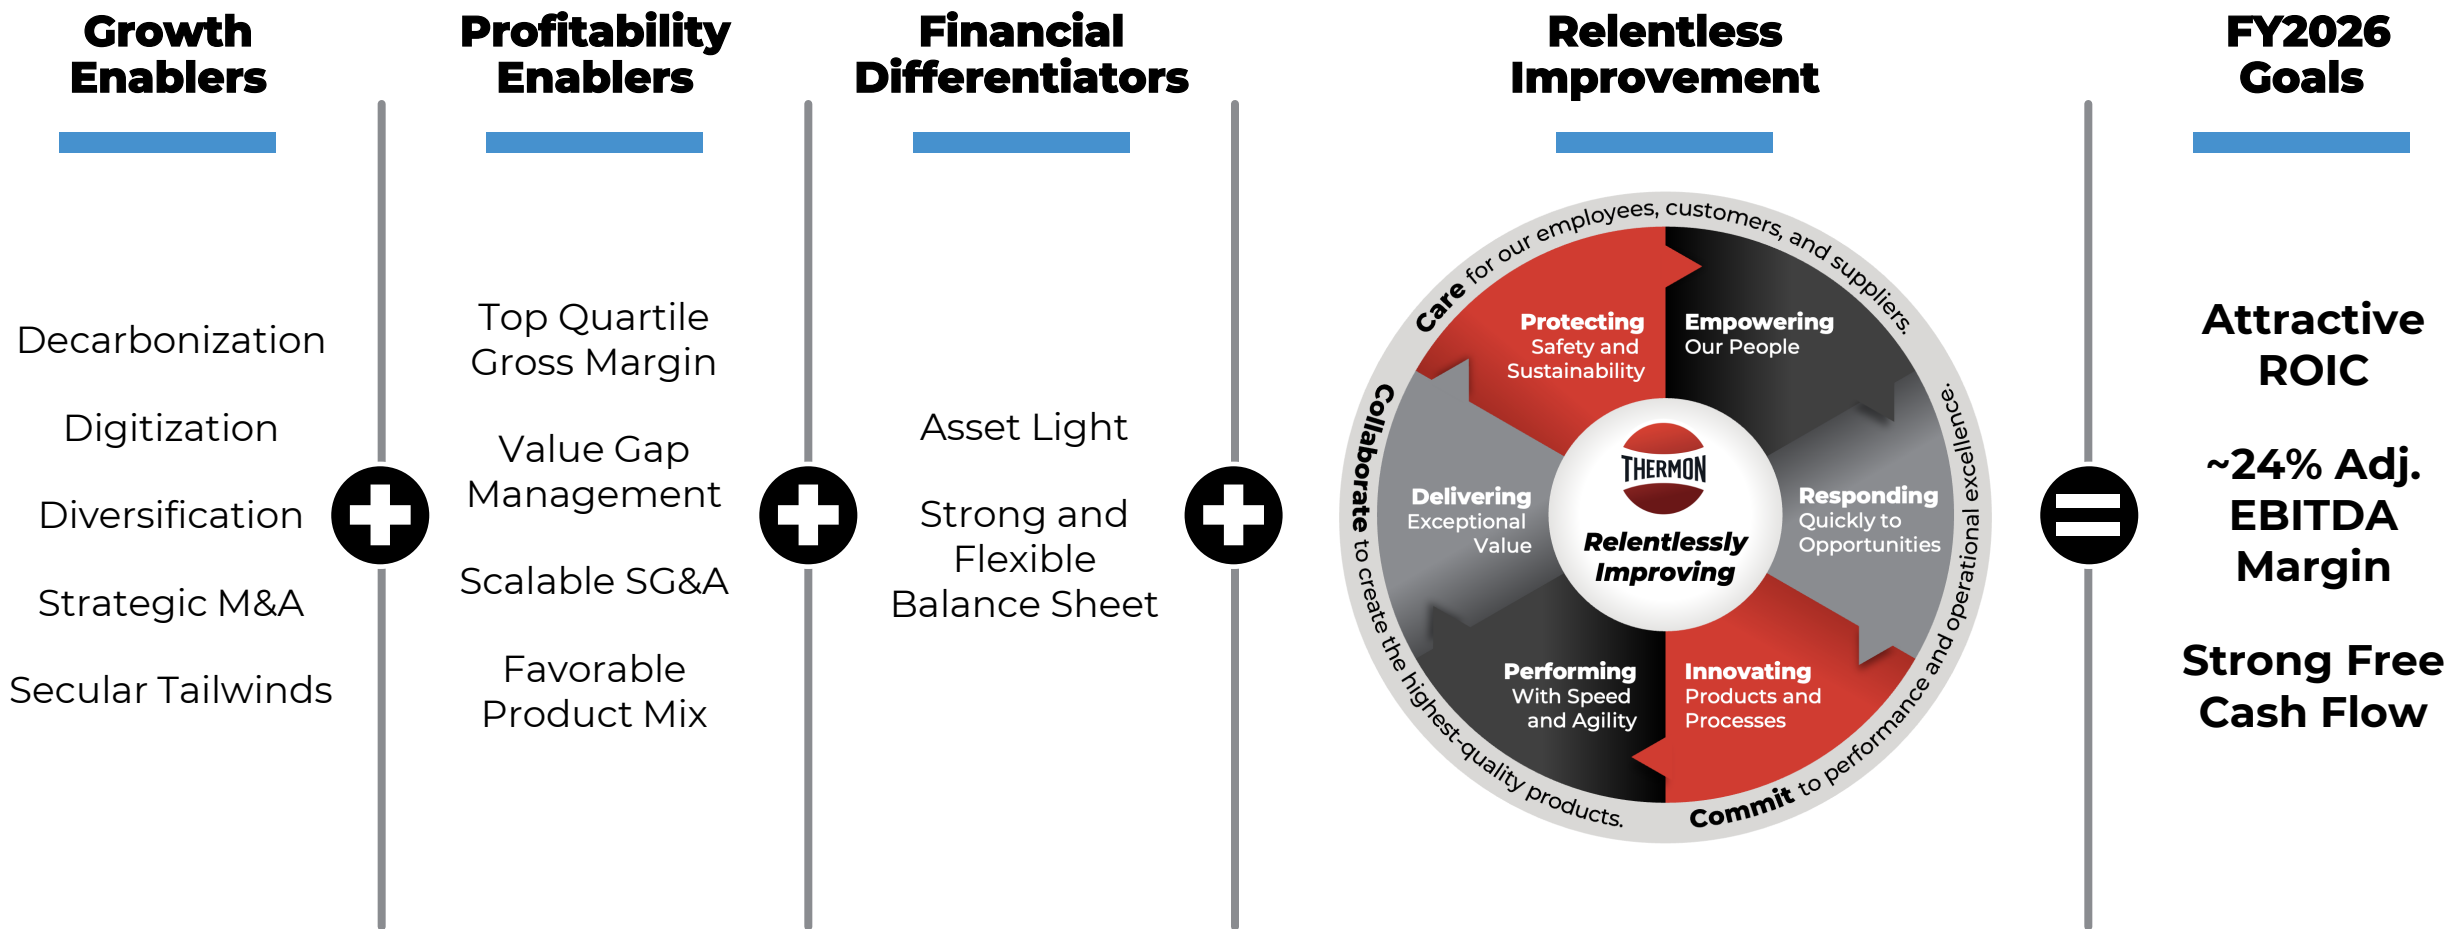 Growth
Enablers
Decarbonization
Digitization
Diversification
Strategic M&A
Secular Tailwinds
Profitability
Enablers
Top Quartile
Gross Margin
Value Gap
Management
Scalable SG&A
Favorable
Product Mix
Financial
Differentiators
Asset Light
Strong and
Flexible
Balance Sheet
Relentless
Improvement
Care for our employees, customers, and suppliers.
Collaborate to create the highest-quality products.
Commit to performance and operational excellence.
Protecting
Safety and
Sustainability
Empowering
Our People
Responding
Quickly to
Opportunities
Innovating
Products and
Processes
Performing
With Speed
and Agility
Delivering
Exceptional
Value
THERMON
Relentlessly
Improving
FY2026
Goals
Attractive
ROIC
~24% Adj.
EBITDA
Margin
Strong Free
Cash Flow